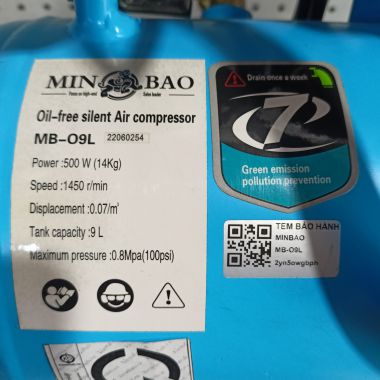 MIN BAO
Focus on high-end
Sales leader
Oil-free silent Air compressor
MB-O9L 22060254
Power :500 W (14Kg)
Speed :1450 r/min
Displacement :0.07/m³
Tank capacity :9 L
Maximum pressure :0.8Mpa(100psi)
Drain once a week
7
Green emission
pollution prevention
TEM BẢO HÀNH
MINBAO
MB-O9L
2yn5owgbph